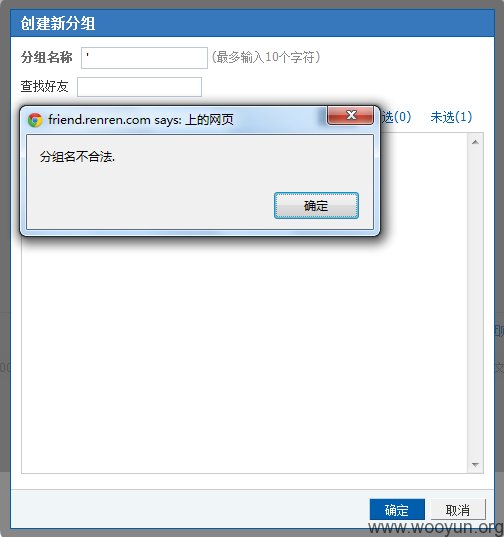 创建新分组
分组名称 ' (最多输入10个字符)
查找好友
选(0) 未选(1)
friend.renren.com says: 上的网页
分组名不合法.
确定
确定 取消
www.wooyun.org